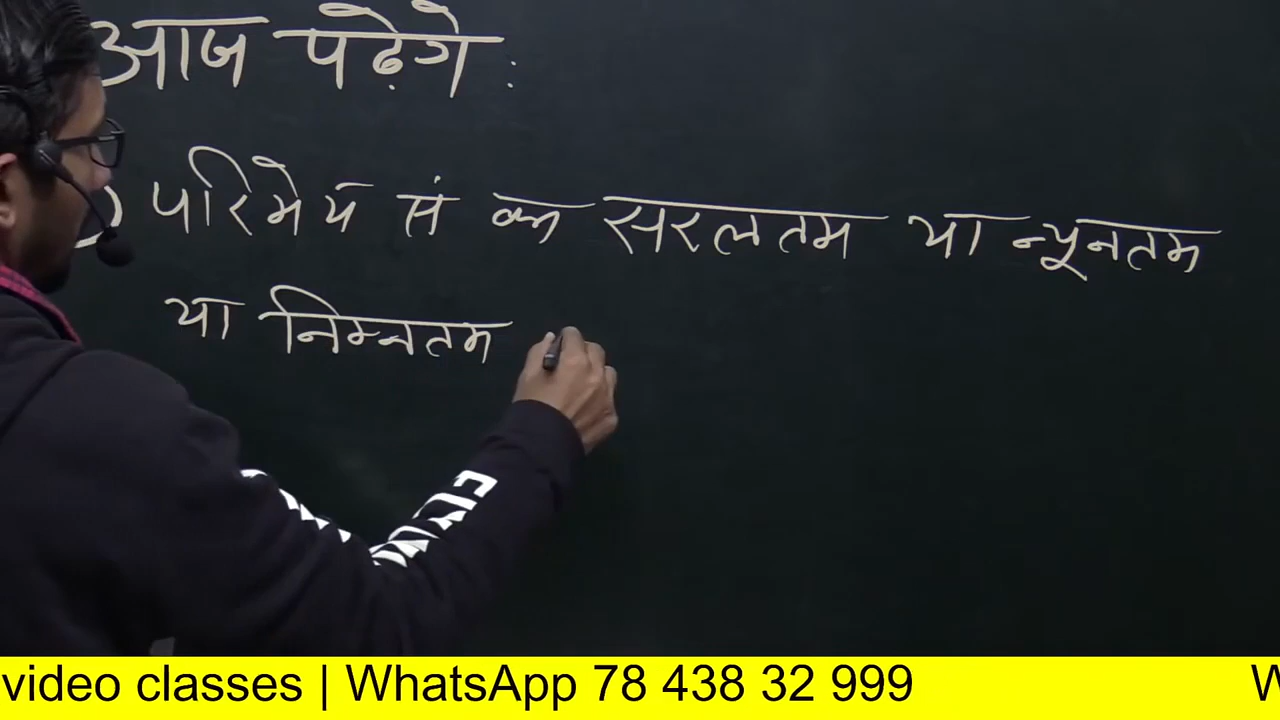 आज पढ़ेगे :
) परिमेय सं का सरलतम या न्यूनतम
या निम्नतम
video classes | WhatsApp 78 438 32 999 W